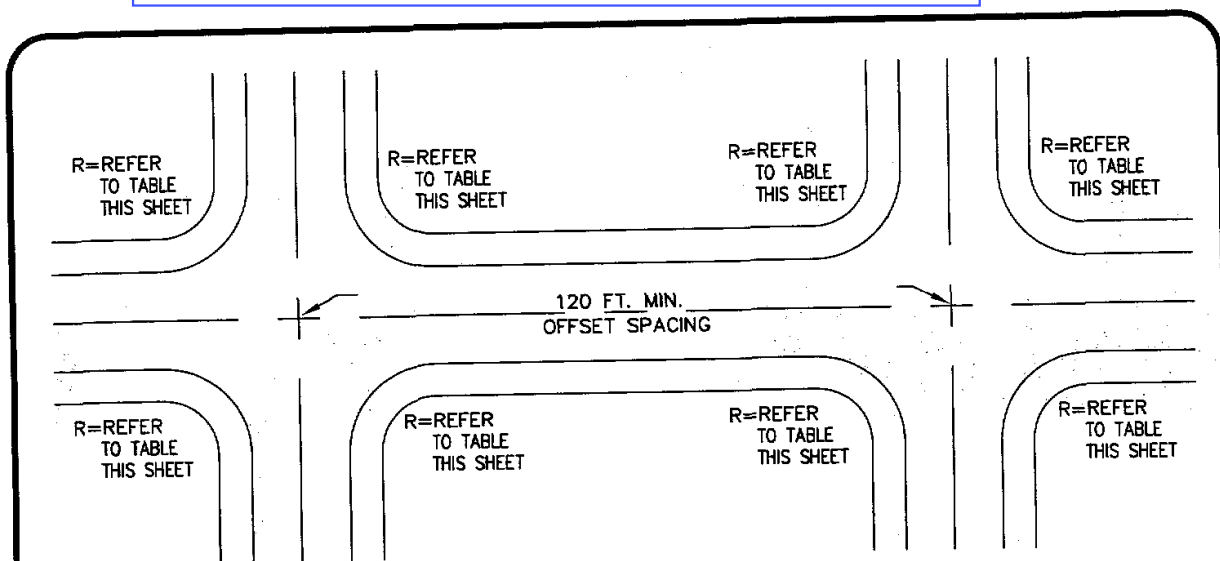 R=REFER
TO TABLE
THIS SHEET
R=REFER
TO TABLE
THIS SHEET
R=REFER
TO TABLE
THIS SHEET
R=REFER
TO TABLE
THIS SHEET
120 FT. MIN.
OFFSET SPACING
R=REFER
TO TABLE
THIS SHEET
R=REFER
TO TABLE
THIS SHEET
R=REFER
TO TABLE
THIS SHEET
R=REFER
TO TABLE
THIS SHEET